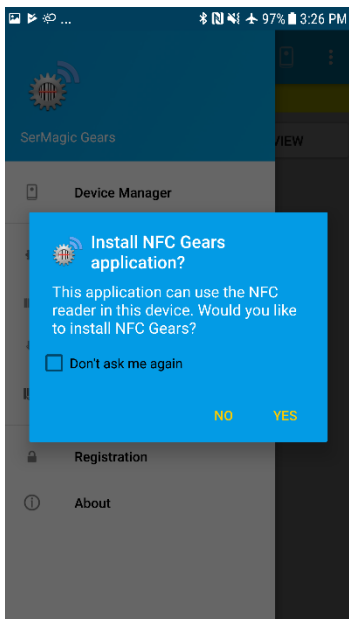 ... 97% 3:26 PM
SerMagic Gears
VIEW
Device Manager
Install NFC Gears
application?
This application can use the NFC
reader in this device. Would you like
to install NFC Gears?
Don't ask me again
NO YES
Registration
About